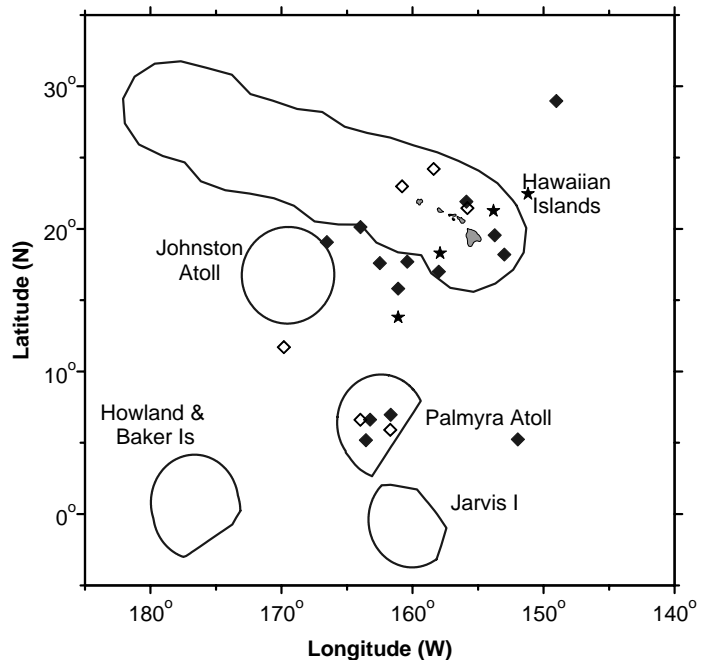 30°
20°
10°
0°
Latitude (N)
Hawaiian
Islands
Johnston
Atoll
Howland &
Baker Is
Palmyra Atoll
Jarvis I
180°
170°
160°
150°
140°
Longitude (W)